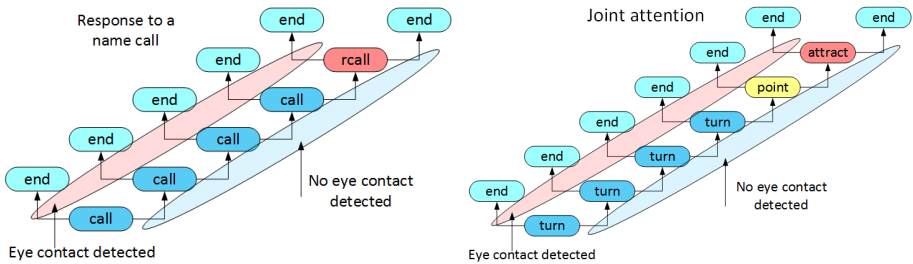 Response to a
name call
end
end
end
rcall
end
call
end
call
end
call
end
call
No eye contact
detected
Eye contact detected
Joint attention
end
end
end
attract
end
point
end
turn
end
turn
end
turn
turn
No eye contact
detected
Eye contact detected